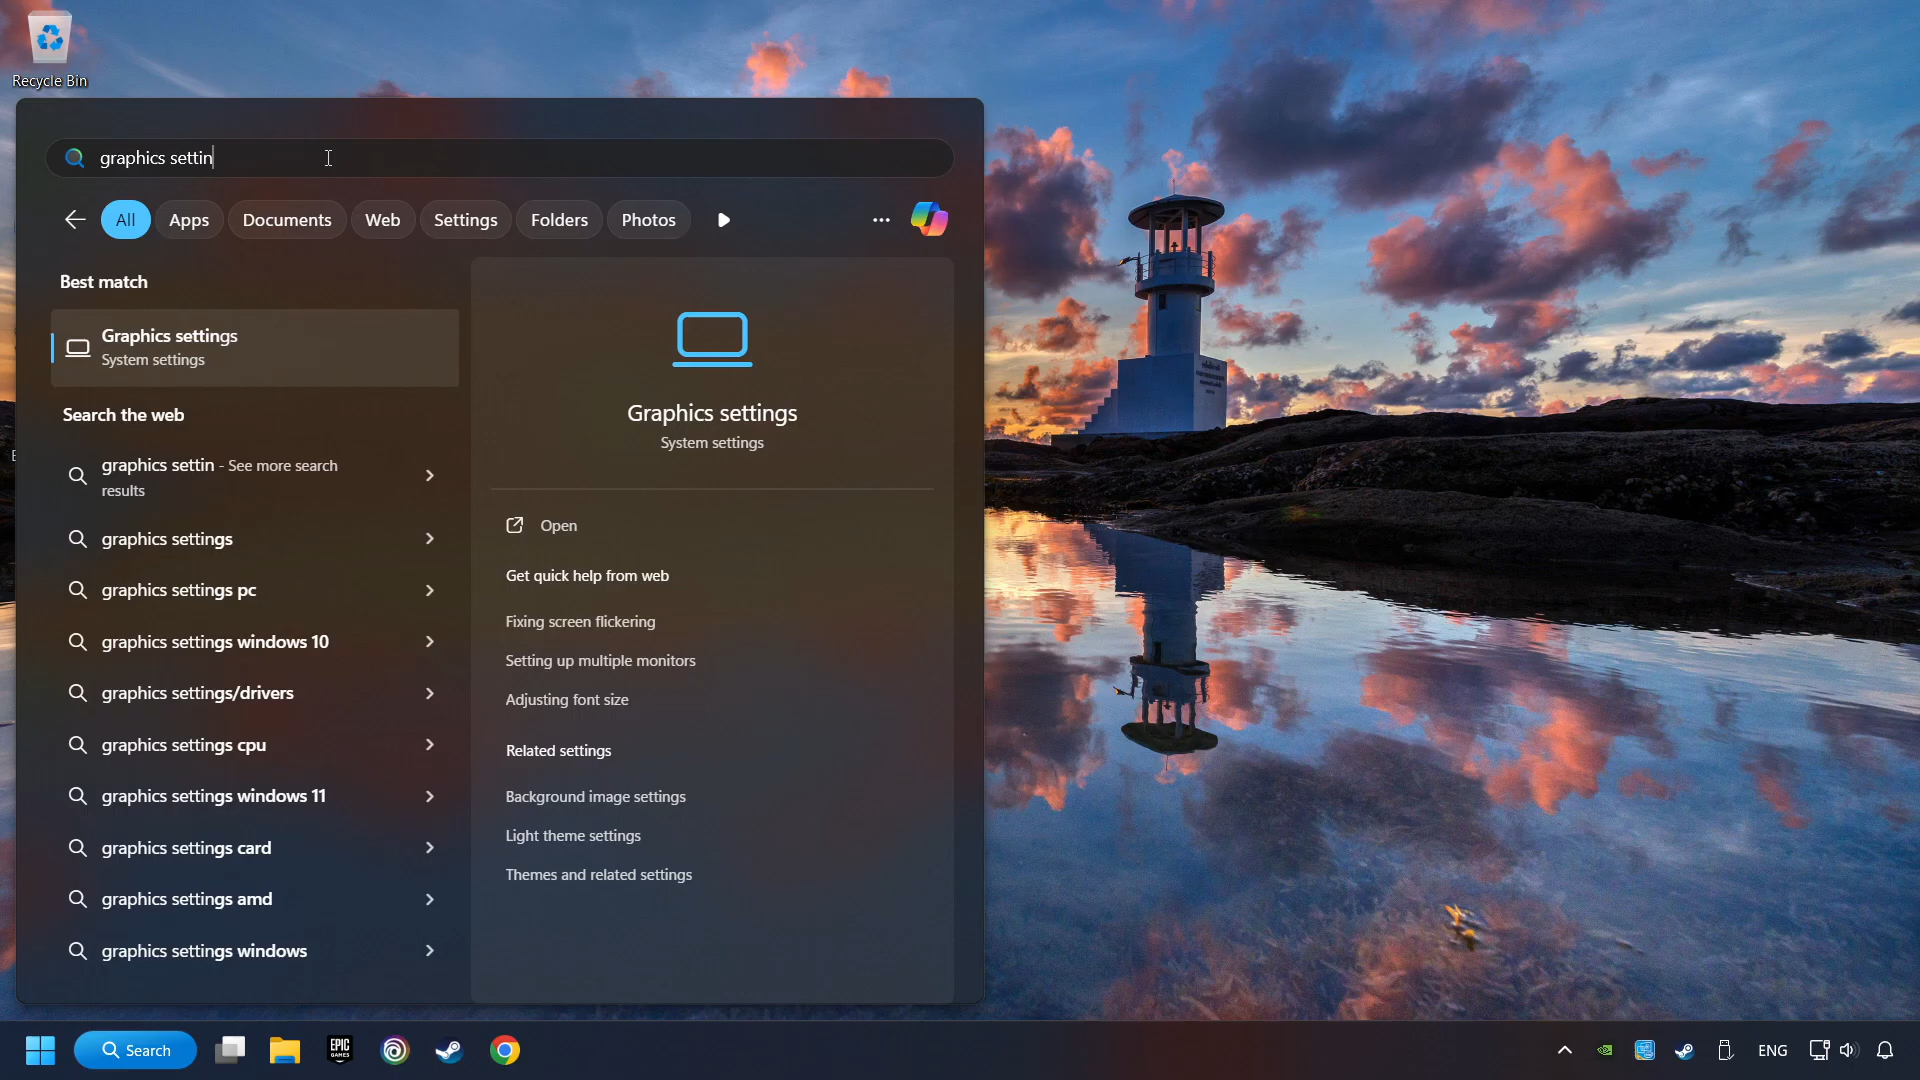 Recycle Bin
graphics settin
All
Apps
Documents
Web
Settings
Folders
Photos
Best match
Graphics settings
System settings
Search the web
graphics settin - See more search
results
graphics settings
graphics settings pc
graphics settings windows 10
graphics settings/drivers
graphics settings cpu
graphics settings windows 11
graphics settings card
graphics settings amd
graphics settings windows
Graphics settings
System settings
Open
Get quick help from web
Fixing screen flickering
Setting up multiple monitors
Adjusting font size
Related settings
Background image settings
Light theme settings
Themes and related settings
Search
EPIC
GAMES
ENG